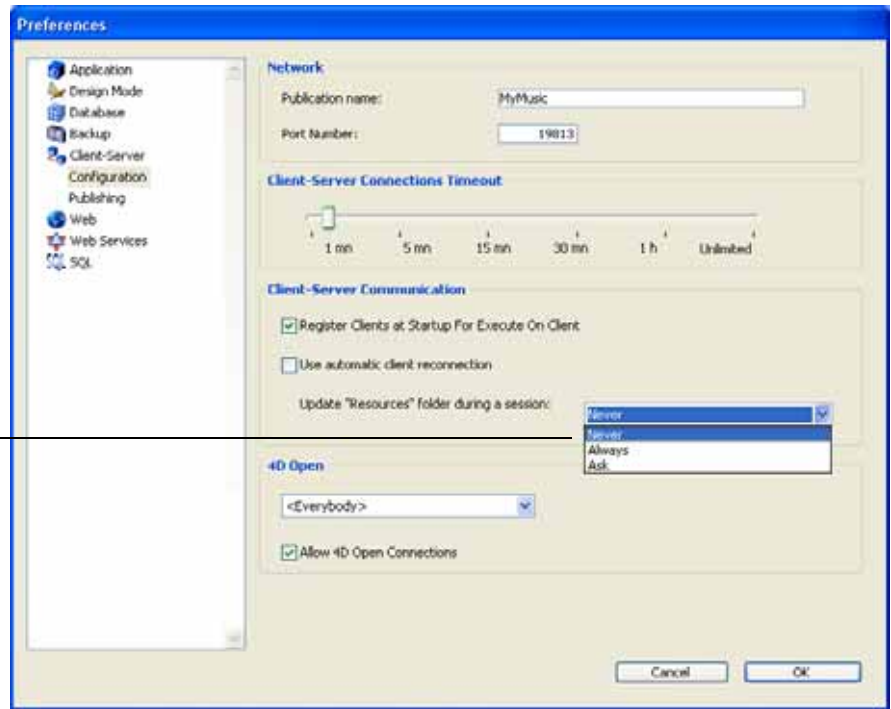 Preferences
Application
Design Mode
Database
Backup
Client-Server
Configuration
Publishing
Web
Web Services
SQL
Network
Publication name:
MyMusic
Port Number:
19813
Client-Server Connections Timeout
1 mn 5 mn 15 mn 30 mn 1 h Unlimited
Client-Server Communication
Register Clients at Startup For Execute On Client
Use automatic client reconnection
Update "Resources" folder during a session:
Never
Never
Always
Ask
4D Open
<Everybody>
Allow 4D Open Connections
Cancel
OK